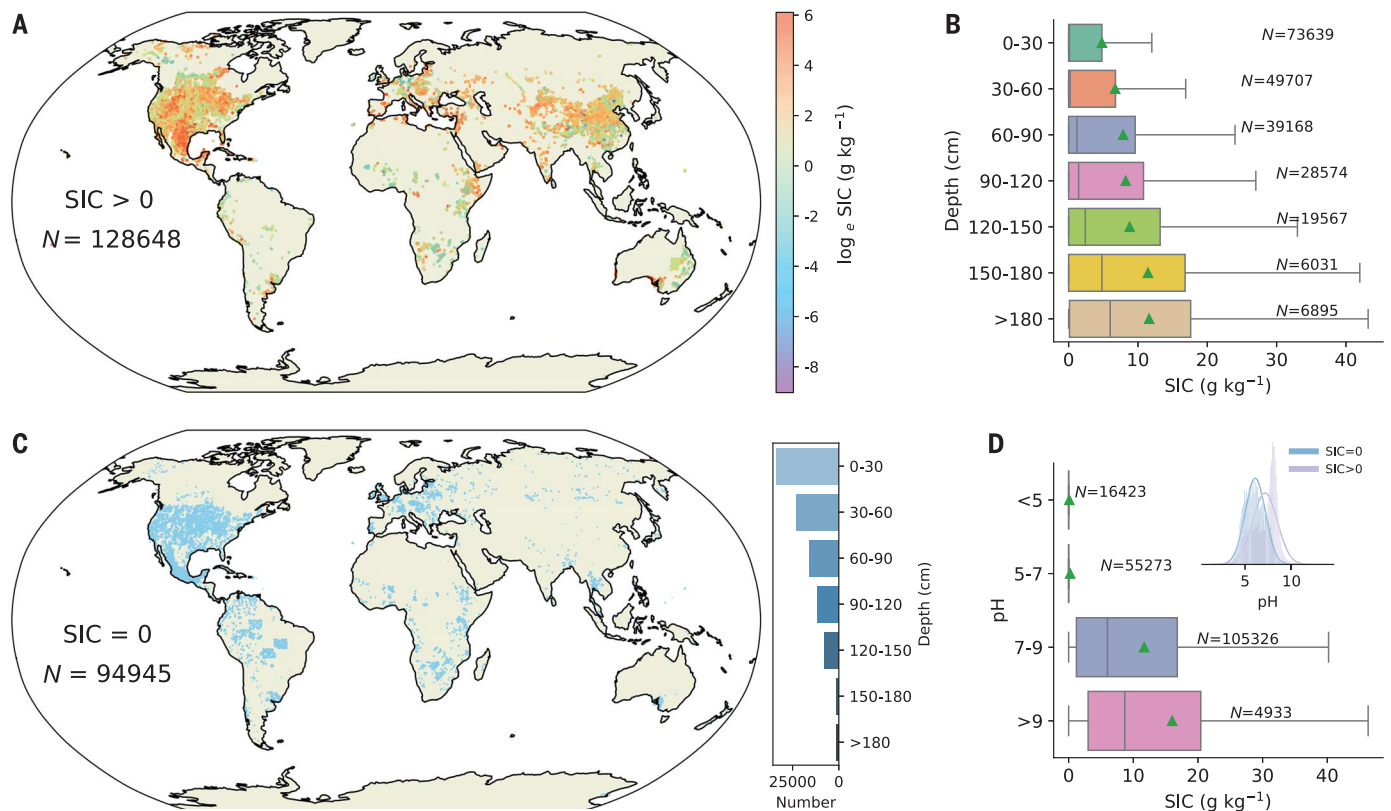 A
SIC > 0
N = 128648
6
4
2
0
-2
-4
-6
-8
log e SIC (g kg⁻¹)
B
Depth (cm)
0-30
30-60
60-90
90-120
120-150
150-180
>180
N=73639
N=49707
N=39168
N=28574
N=19567
N=6031
N=6895
0
10
20
30
40
SIC (g kg⁻¹)
C
SIC = 0
N = 94945
0-30
30-60
60-90
90-120
120-150
150-180
>180
Depth (cm)
25000
0
Number
D
pH
<5
5-7
7-9
>9
N=16423
N=55273
N=105326
N=4933
SIC=0
SIC>0
5
10
pH
0
10
20
30
40
SIC (g kg⁻¹)